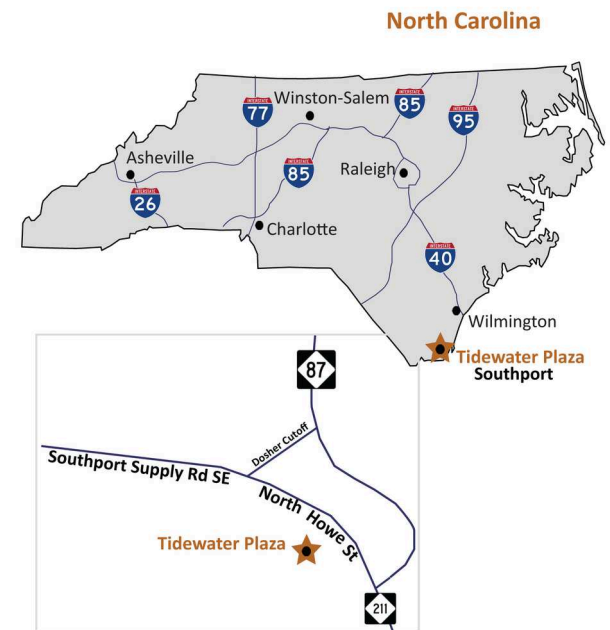 North Carolina
INTERSTATE
77
Winston-Salem
INTERSTATE
85
INTERSTATE
95
Asheville
INTERSTATE
26
INTERSTATE
85
Raleigh
Charlotte
INTERSTATE
40
Wilmington
Tidewater Plaza
Southport
87
Dosher Cutoff
Southport Supply Rd SE
North Howe St
Tidewater Plaza
211